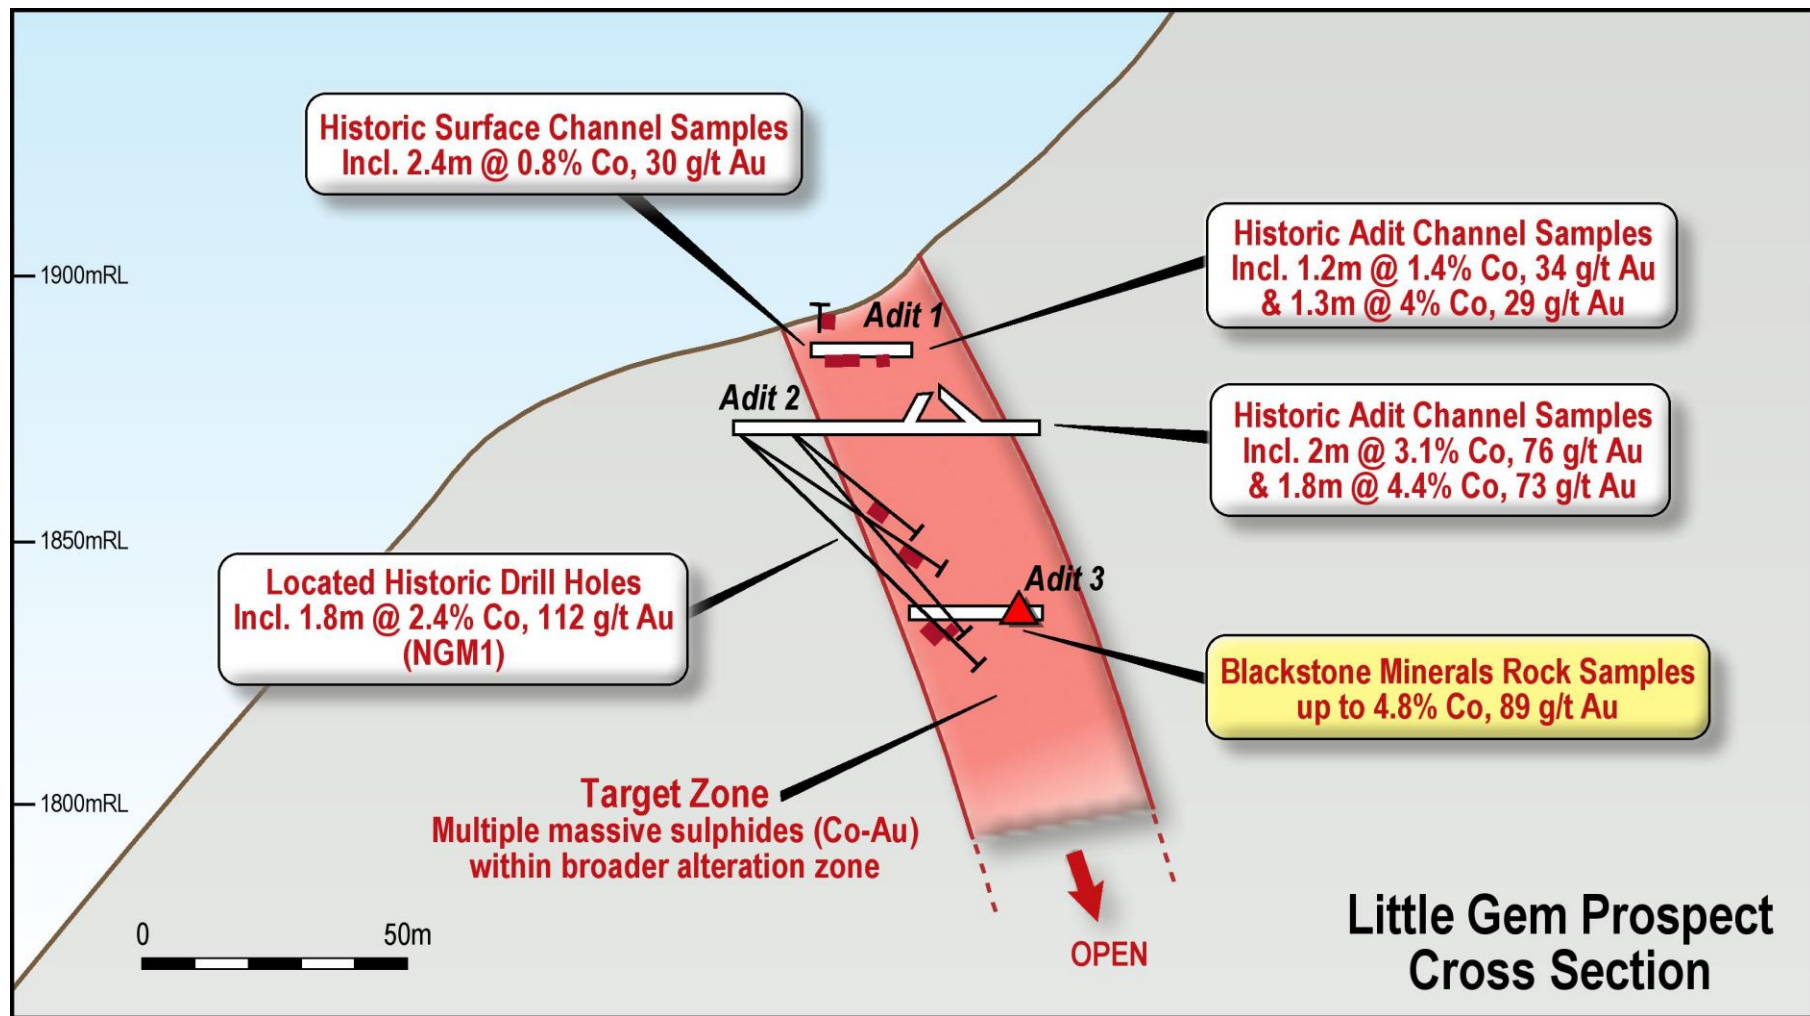 Historic Surface Channel Samples
Incl. 2.4m @ 0.8% Co, 30 g/t Au
Historic Adit Channel Samples
Incl. 1.2m @ 1.4% Co, 34 g/t Au
& 1.3m @ 4% Co, 29 g/t Au
1900mRL
Adit 1
Adit 2
Historic Adit Channel Samples
Incl. 2m @ 3.1% Co, 76 g/t Au
& 1.8m @ 4.4% Co, 73 g/t Au
1850mRL
Located Historic Drill Holes
Incl. 1.8m @ 2.4% Co, 112 g/t Au
(NGM1)
Adit 3
Blackstone Minerals Rock Samples
up to 4.8% Co, 89 g/t Au
1800mRL
Target Zone
Multiple massive sulphides (Co-Au)
within broader alteration zone
0 50m
OPEN
Little Gem Prospect
Cross Section